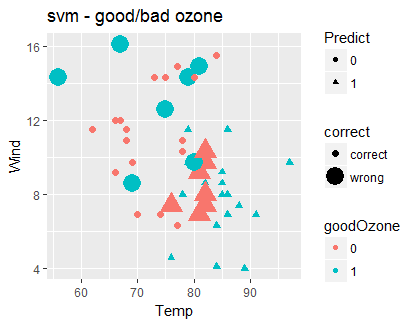 svm - good/bad ozone
16
12
8
4
Wind
60
70
80
90
Temp
Predict
0
1
correct
correct
wrong
goodOzone
0
1